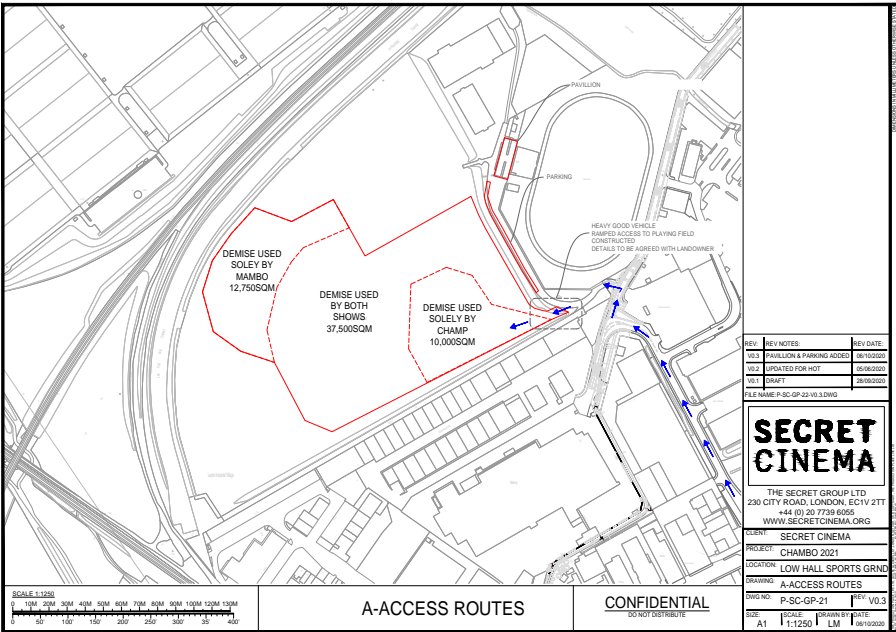 PAVILLION
PARKING
HEAVY GOOD VEHICLE
RAMPED ACCESS TO PLAYING FIELD
CONSTRUCTED
DETAILS TO BE AGREED WITH LANDOWNER
DEMISE USED
SOLEY BY
MAMBO
12,750SQM
DEMISE USED
BY BOTH
SHOWS
37,500SQM
DEMISE USED
SOLELY BY
CHAMP
10,000SQM
REV: REV NOTES: REV DATE:
V0.3 PAVILLION & PARKING ADDED 06/10/2020
V0.2 UPDATED FOR HOT 05/06/2020
V0.1 DRAFT 28/09/2020
FILE NAME:P-SC-GP-22-V0.3.DWG
SECRET
CINEMA
THE SECRET GROUP LTD
230 CITY ROAD, LONDON, EC1V 2TT
+44 (0) 20 7739 6055
WWW.SECRETCINEMA.ORG
CLIENT: SECRET CINEMA
PROJECT: CHAMBO 2021
LOCATION: LOW HALL SPORTS GRND
DRAWING: A-ACCESS ROUTES
DWG NO: P-SC-GP-21 REV: V0.3
SIZE: A1 SCALE: 1:1250 DRAWN BY: LM DATE: 06/10/2020
SCALE 1:1250
0 10M 20M 30M 40M 50M 60M 70M 80M 90M 100M 120M 130M
0 50' 100' 150' 200' 250' 300' 35' 400'
A-ACCESS ROUTES
CONFIDENTIAL
DO NOT DISTRIBUTE